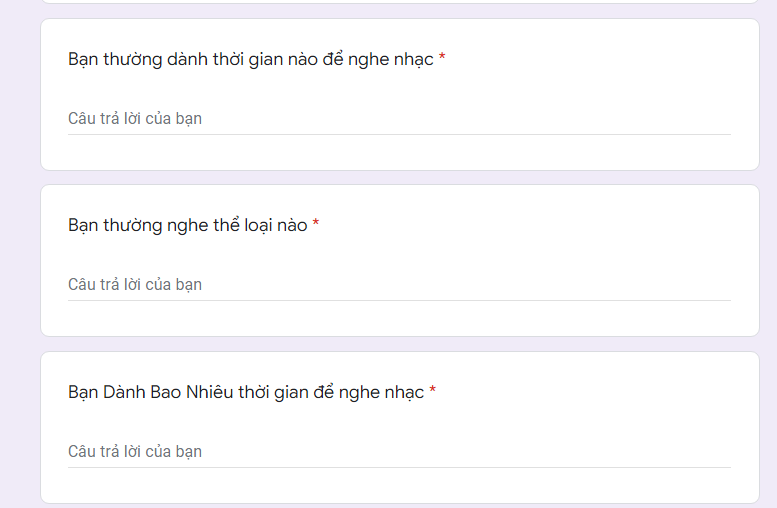 Bạn thường dành thời gian nào để nghe nhạc *
Câu trả lời của bạn
Bạn thường nghe thể loại nào *
Câu trả lời của bạn
Bạn Dành Bao Nhiêu thời gian để nghe nhạc *
Câu trả lời của bạn